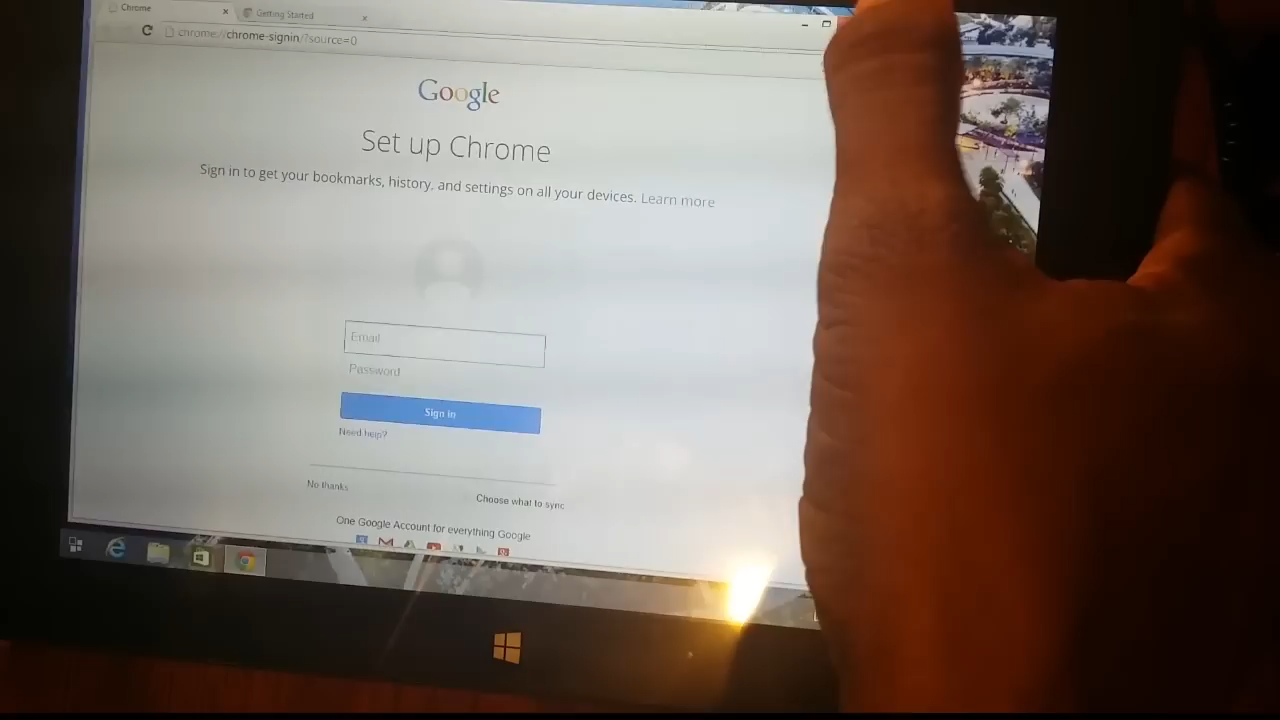 Chrome
Getting Started
chrome://chrome-signin/?source=0
Google
Set up Chrome
Sign in to get your bookmarks, history, and settings on all your devices. Learn more
Email
Password
Sign in
Need help?
No thanks
Choose what to sync
One Google Account for everything Google